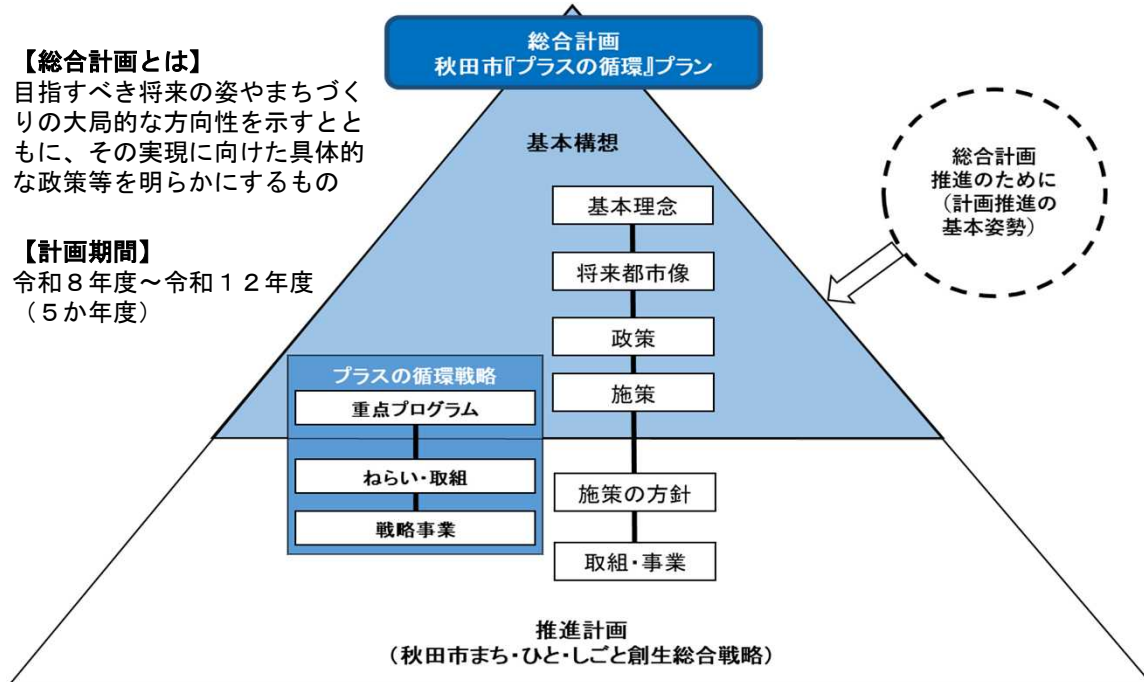 総合計画
秋田市『プラスの循環』プラン
【総合計画とは】
目指すべき将来の姿やまちづく
りの大局的な方向性を示すとと
もに、その実現に向けた具体的
な政策等を明らかにするもの
【計画期間】
令和８年度～令和１２年度
（５か年度）
基本構想
基本理念
将来都市像
政策
施策
総合計画
推進のために
（計画推進の
基本姿勢）
プラスの循環戦略
重点プログラム
ねらい・取組
戦略事業
施策の方針
取組・事業
推進計画
（秋田市まち・ひと・しごと創生総合戦略）